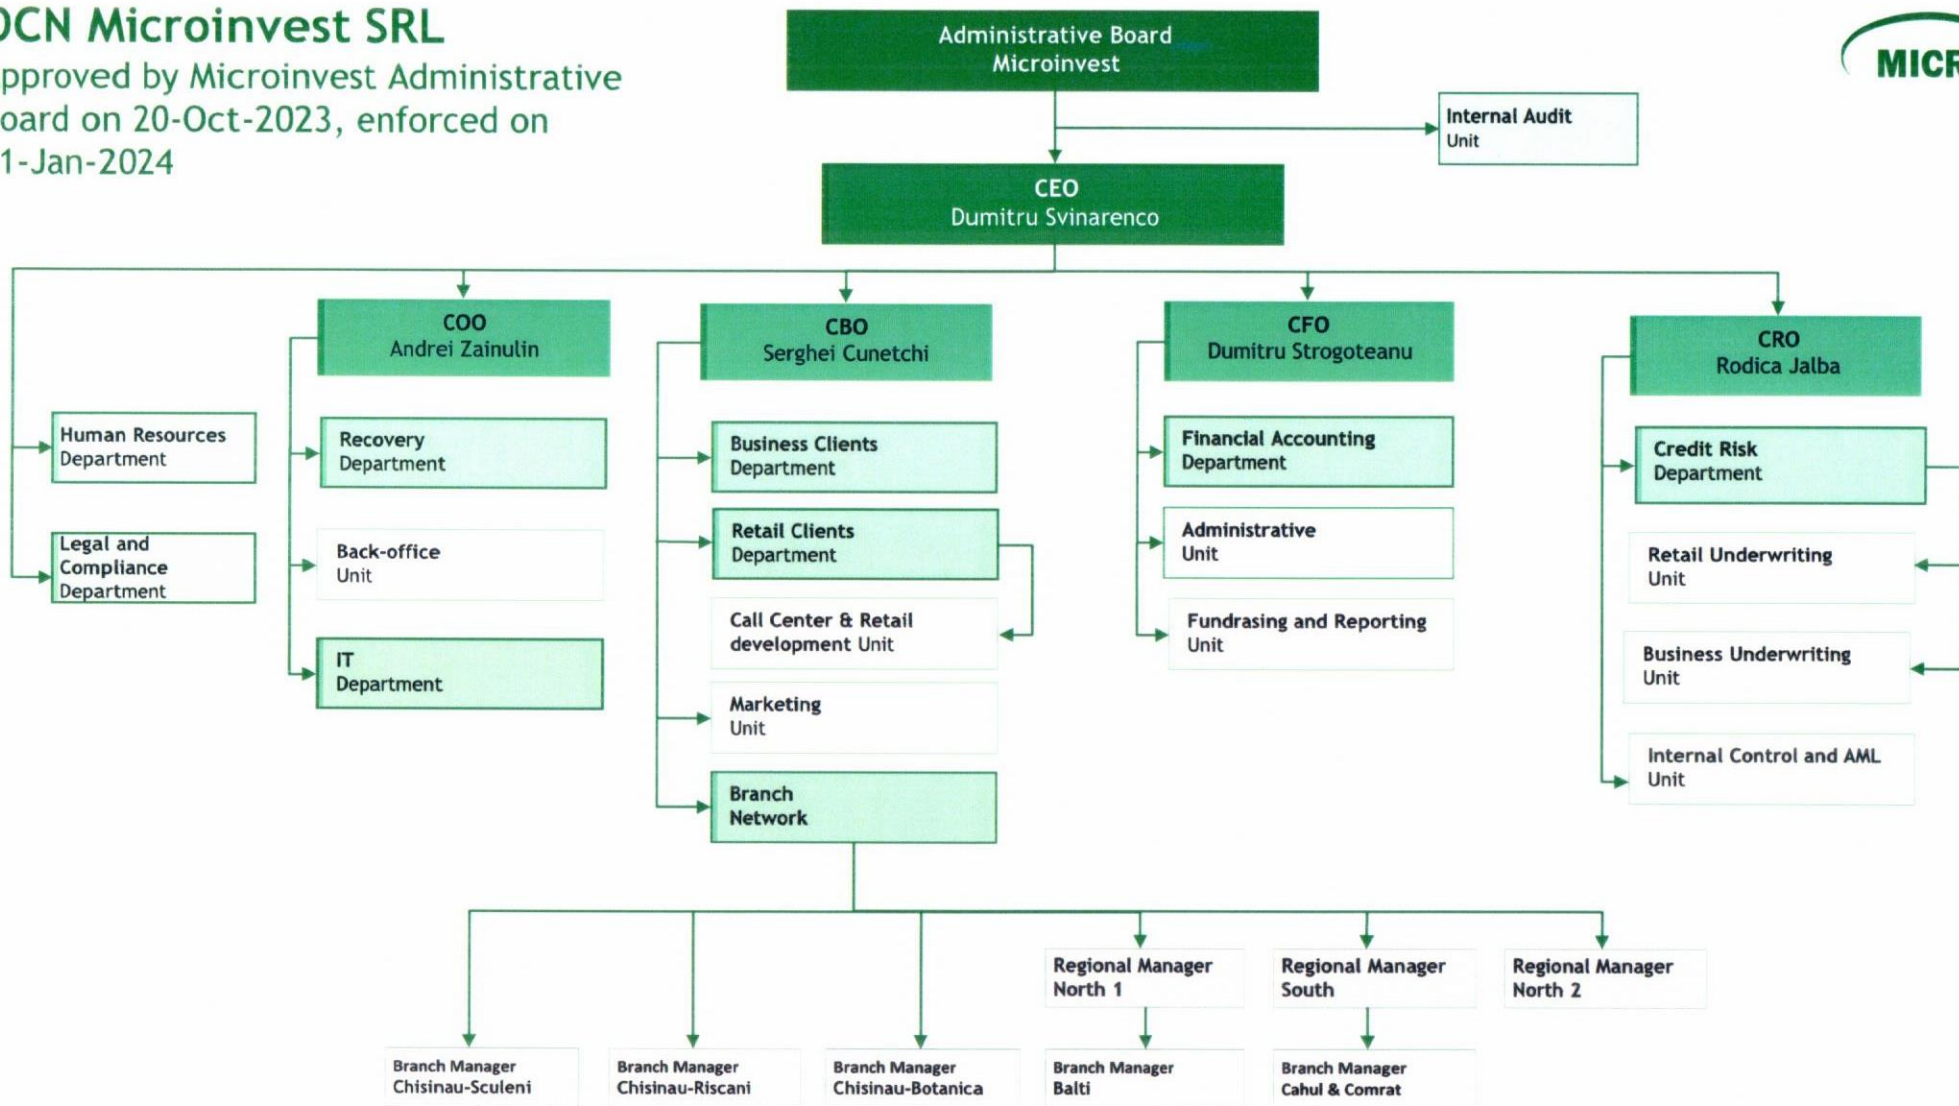 OCN Microinvest SRL
pproved by Microinvest Administrative
oard on 20-Oct-2023, enforced on
1-Jan-2024
Administrative Board
Microinvest
MICR
Internal Audit
Unit
CEO
Dumitru Svinarenco
COO
Andrei Zainulin
CBO
Serghei Cunetchi
CFO
Dumitru Strogoteanu
CRO
Rodica Jalba
Human Resources
Department
Legal and
Compliance
Department
Recovery
Department
Back-office
Unit
IT
Department
Business Clients
Department
Retail Clients
Department
Call Center & Retail
development Unit
Marketing
Unit
Branch
Network
Financial Accounting
Department
Administrative
Unit
Fundrasing and Reporting
Unit
Credit Risk
Department
Retail Underwriting
Unit
Business Underwriting
Unit
Internal Control and AML
Unit
Regional Manager
North 1
Regional Manager
South
Regional Manager
North 2
Branch Manager
Chisinau-Sculeni
Branch Manager
Chisinau-Riscani
Branch Manager
Chisinau-Botanica
Branch Manager
Balti
Branch Manager
Cahul & Comrat